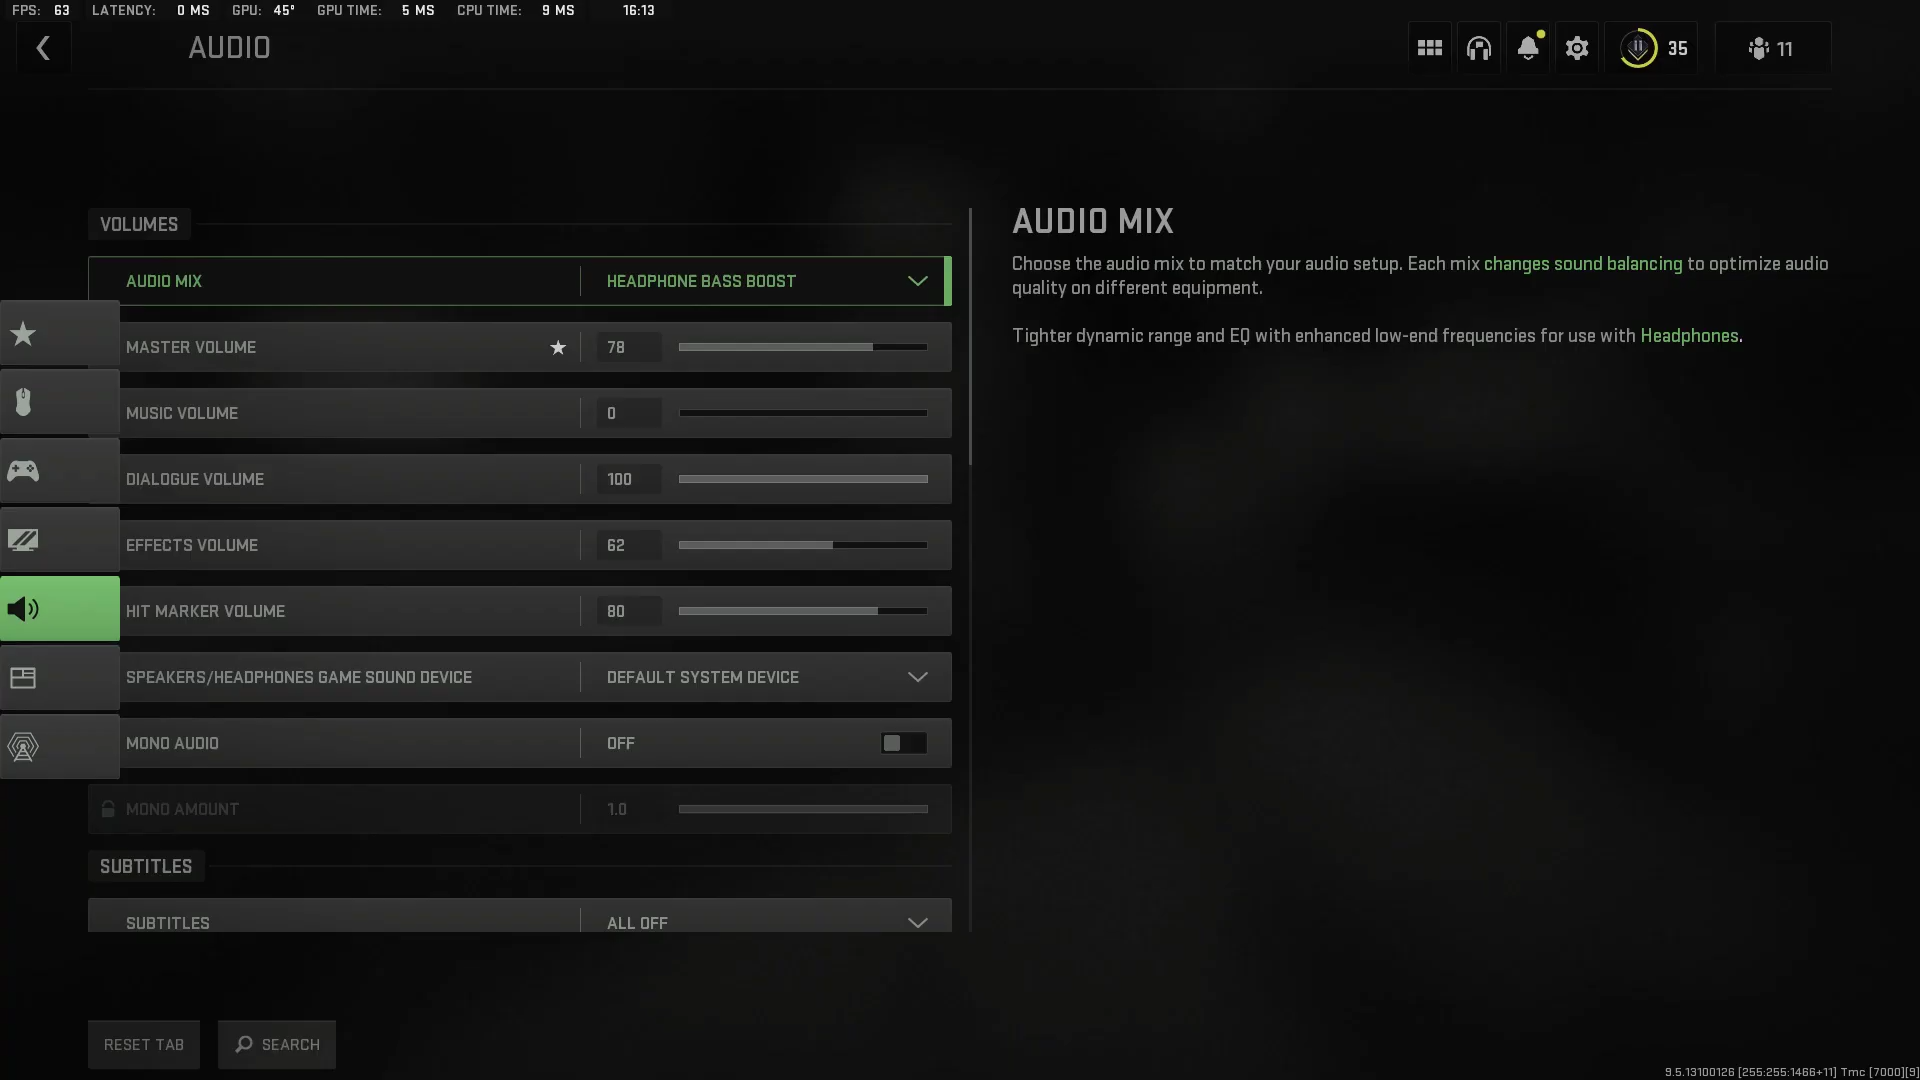 FPS: 63 LATENCY: 0 MS GPU: 45° GPU TIME: 5 MS CPU TIME: 9 MS 16:13
AUDIO
35
11
VOLUMES
AUDIO MIX HEADPHONE BASS BOOST
MASTER VOLUME 78
MUSIC VOLUME 0
DIALOGUE VOLUME 100
EFFECTS VOLUME 62
HIT MARKER VOLUME 80
SPEAKERS/HEADPHONES GAME SOUND DEVICE DEFAULT SYSTEM DEVICE
MONO AUDIO OFF
MONO AMOUNT 1.0
SUBTITLES
SUBTITLES ALL OFF
AUDIO MIX
Choose the audio mix to match your audio setup. Each mix changes sound balancing to optimize audio
quality on different equipment.
Tighter dynamic range and EQ with enhanced low-end frequencies for use with Headphones.
RESET TAB SEARCH
9.5.13100126 [255:255:1466+11] Tmc [7000][9]